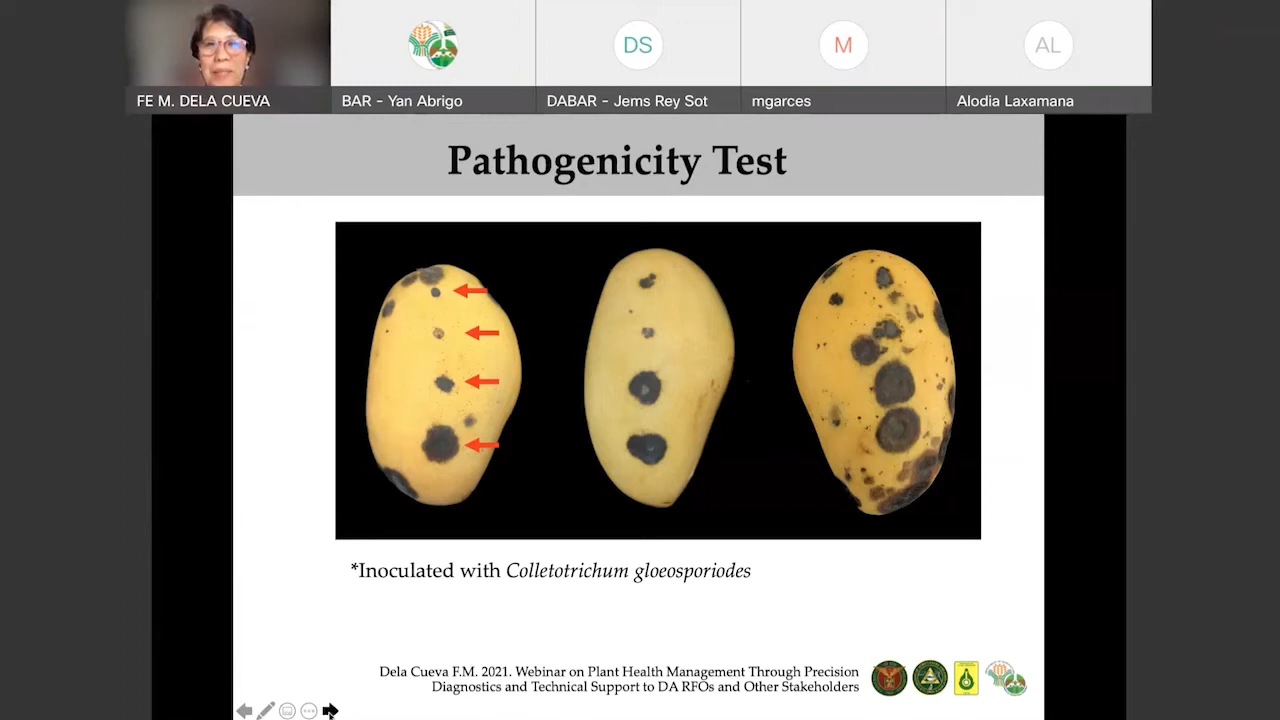 DS
M
AL
FE M. DELA CUEVA
BAR - Yan Abrigo
DABAR - Jems Rey Sot
mgarces
Alodia Laxamana
Pathogenicity Test
*Inoculated with Colletotrichum gloeosporiodes
Dela Cueva F.M. 2021. Webinar on Plant Health Management Through Precision
Diagnostics and Technical Support to DA RFOs and Other Stakeholders